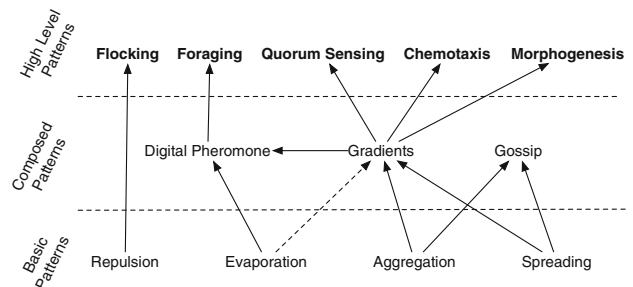 High Level
Patterns
Flocking Foraging Quorum Sensing Chemotaxis Morphogenesis
Composed
Patterns
Digital Pheromone Gradients Gossip
Basic
Patterns
Repulsion Evaporation Aggregation Spreading